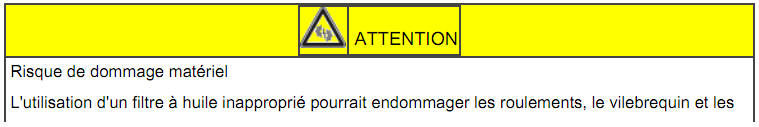 ATTENTION
Risque de dommage matériel
L'utilisation d'un filtre à huile inapproprié pourrait endommager les roulements, le vilebrequin et les